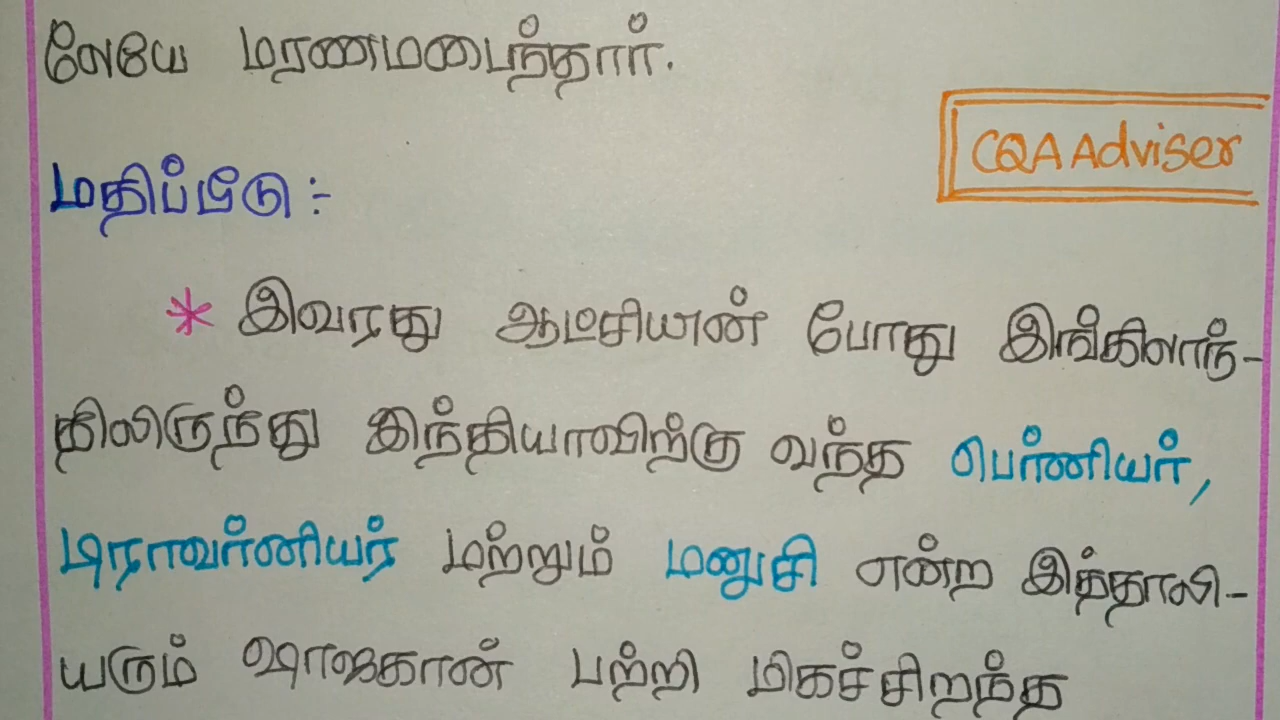 லேயே மரணமடைந்தார்.
CQA Adviser
மதிப்பீடு :-
* இவரது ஆட்சியின் போது இங்கிலாந்-
திலிருந்து இந்தியாவிற்கு வந்த பெர்னியர்,
டிராவர்னியர் மற்றும் மனுசி என்ற இத்தாலி-
யரும் ஷாஜகான் பற்றி மிகச்சிறந்த